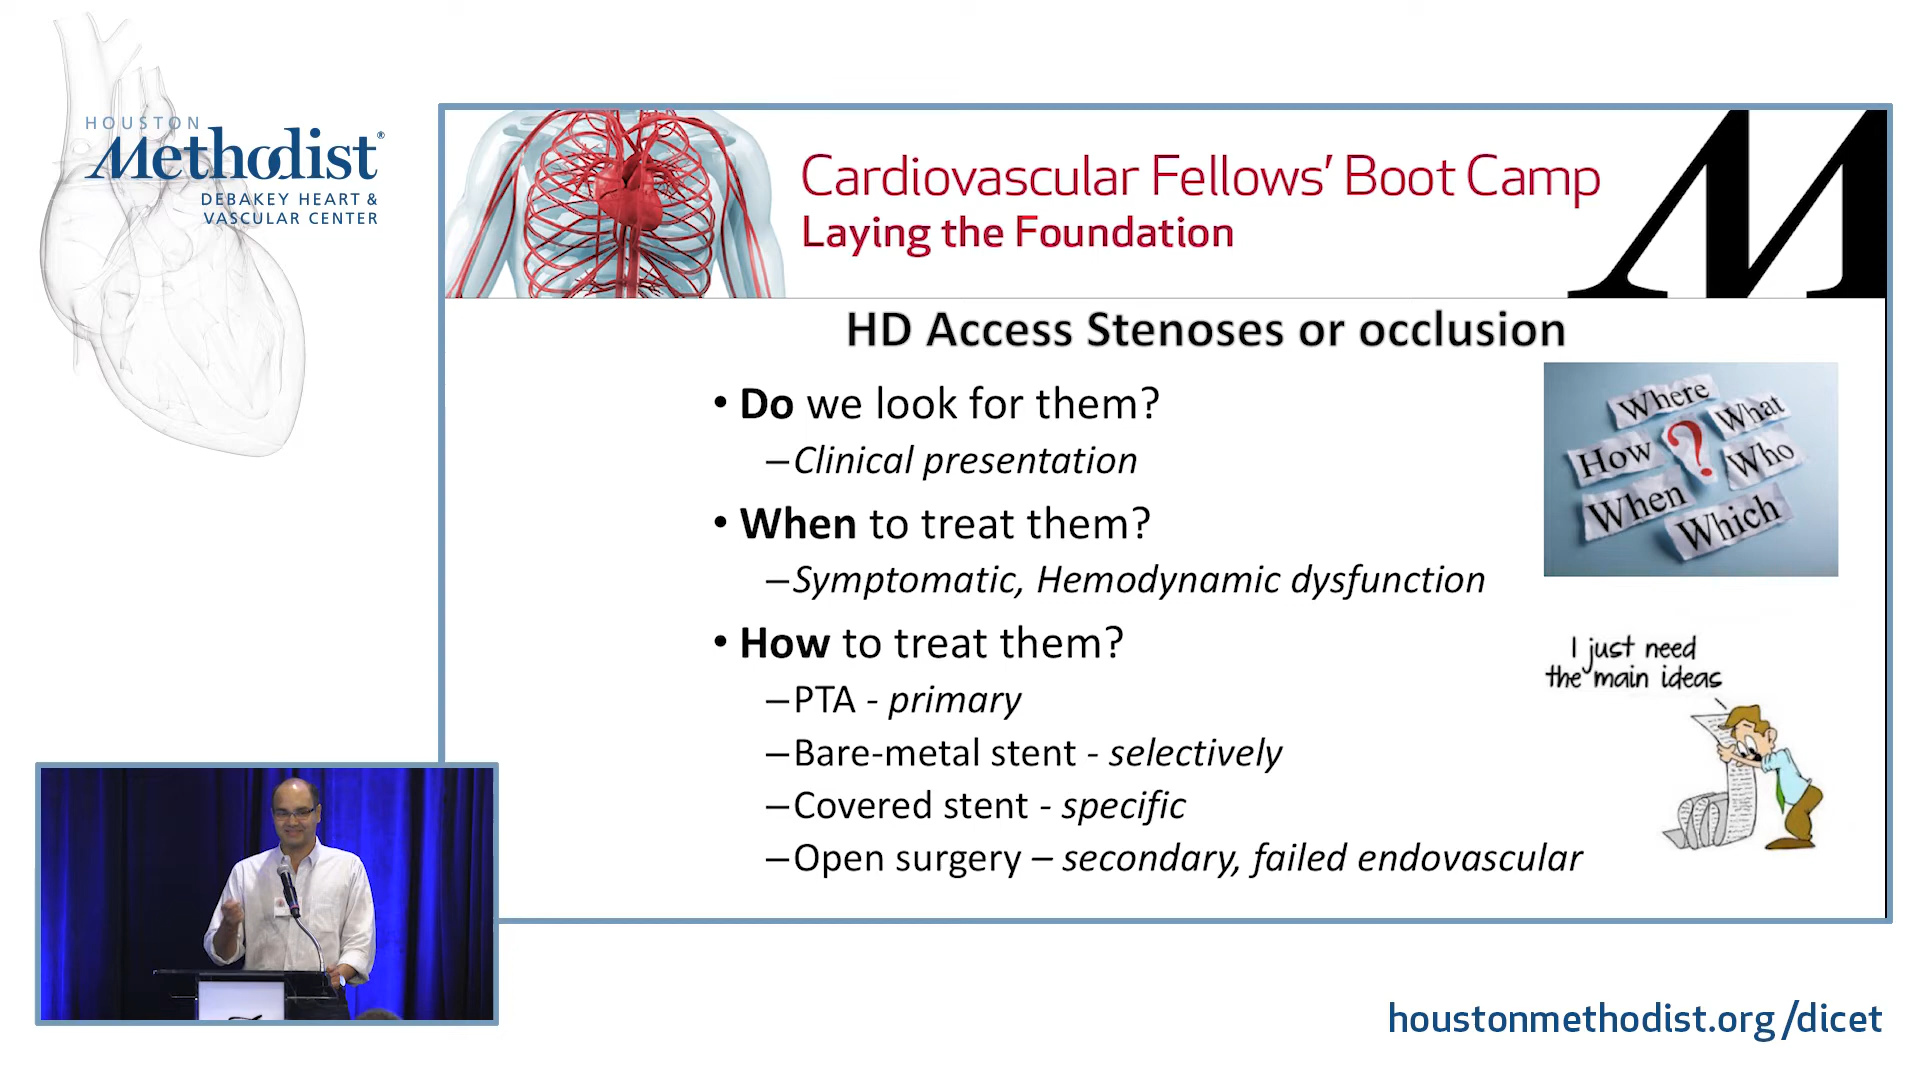 HOUSTON
Methodist®
DEBAKEY HEART &
VASCULAR CENTER
Cardiovascular Fellows’ Boot Camp
Laying the Foundation
M
HD Access Stenoses or occlusion
• Do we look for them?
–Clinical presentation
• When to treat them?
–Symptomatic, Hemodynamic dysfunction
• How to treat them?
–PTA - primary
–Bare-metal stent - selectively
–Covered stent - specific
–Open surgery – secondary, failed endovascular
Where
What
How
?
Who
When
Which
I just need
the main ideas
houstonmethodist.org/dicet